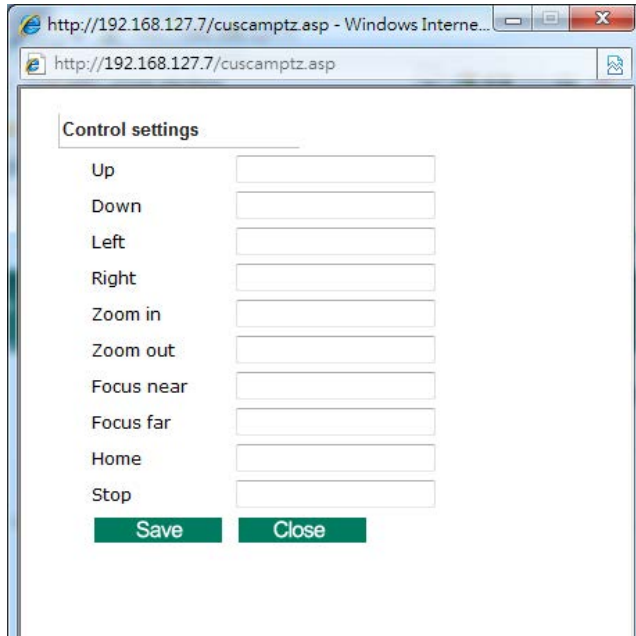 http://192.168.127.7/cuscamptz.asp - Windows Interne...
http://192.168.127.7/cuscamptz.asp
Control settings
Up
Down
Left
Right
Zoom in
Zoom out
Focus near
Focus far
Home
Stop
Save Close